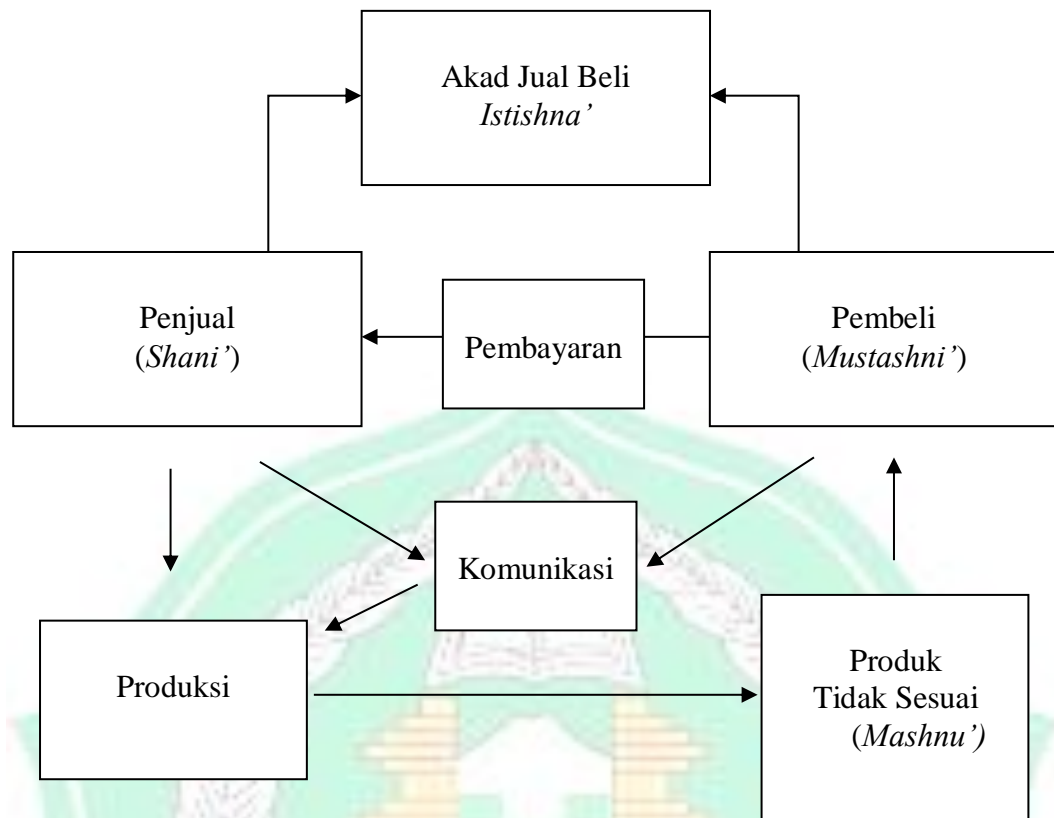 Akad Jual Beli
Istishna’
Penjual
(Shani’)
Pembayaran
Pembeli
(Mustashni’)
Komunikasi
Produksi
Produk
Tidak Sesuai
(Mashnu’)